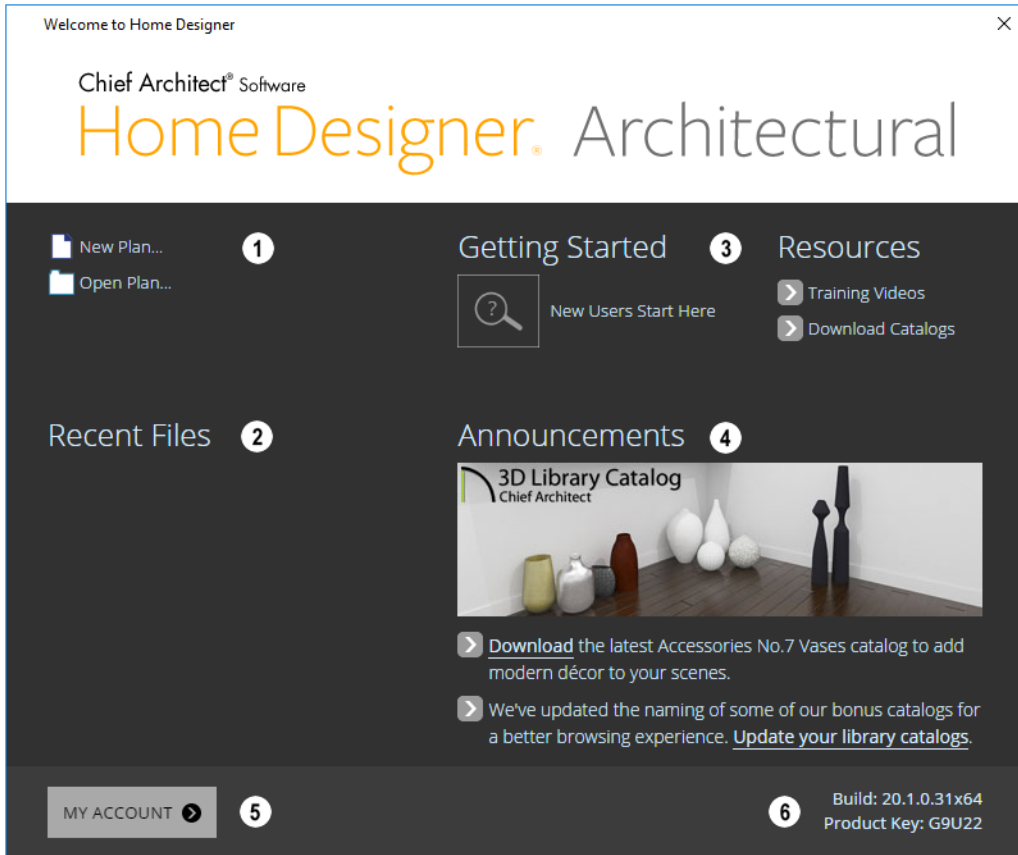 Welcome to Home Designer
Chief Architect® Software
Home Designer® Architectural
New Plan...
1
Open Plan...
Getting Started
3
New Users Start Here
Resources
Training Videos
Download Catalogs
Recent Files
2
Announcements
4
3D Library Catalog
Chief Architect
Download the latest Accessories No.7 Vases catalog to add
modern décor to your scenes.
We've updated the naming of some of our bonus catalogs for
a better browsing experience. Update your library catalogs.
MY ACCOUNT
5
6
Build: 20.1.0.31x64
Product Key: G9U22